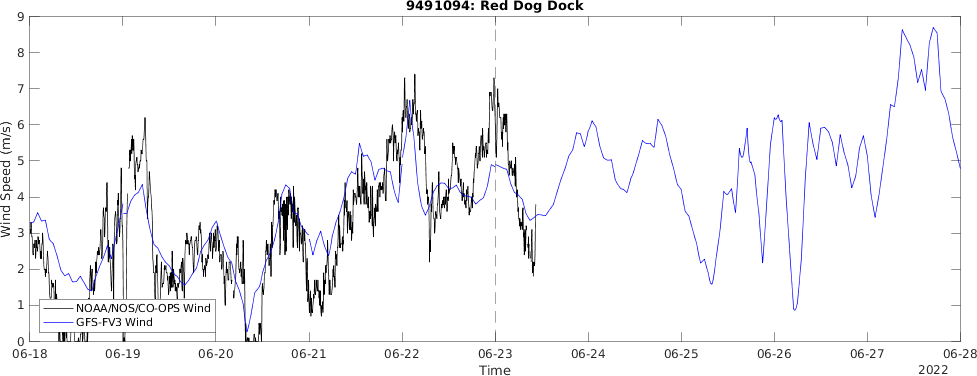 9491094: Red Dog Dock
Wind Speed (m/s)
9
8
7
6
5
4
3
2
1
0
NOAA/NOS/CO-OPS Wind
GFS-FV3 Wind
06-18 06-19 06-20 06-21 06-22 06-23 06-24 06-25 06-26 06-27 06-28
Time
2022